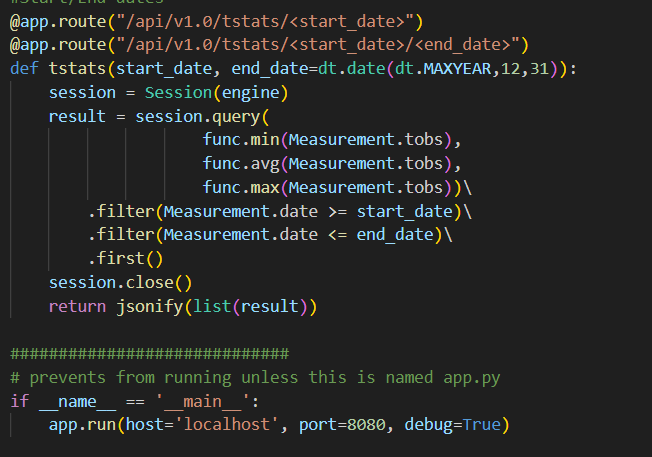 #Start/End dates
@app.route("/api/v1.0/tstats/<start_date>")
@app.route("/api/v1.0/tstats/<start_date>/<end_date>")
def tstats(start_date, end_date=dt.date(dt.MAXYEAR,12,31)):
    session = Session(engine)
    result = session.query(
                    func.min(Measurement.tobs),
                    func.avg(Measurement.tobs),
                    func.max(Measurement.tobs))\
        .filter(Measurement.date >= start_date)\
        .filter(Measurement.date <= end_date)\
        .first()
    session.close()
    return jsonify(list(result))
#############################
# prevents from running unless this is named app.py
if __name__ == '__main__':
    app.run(host='localhost', port=8080, debug=True)